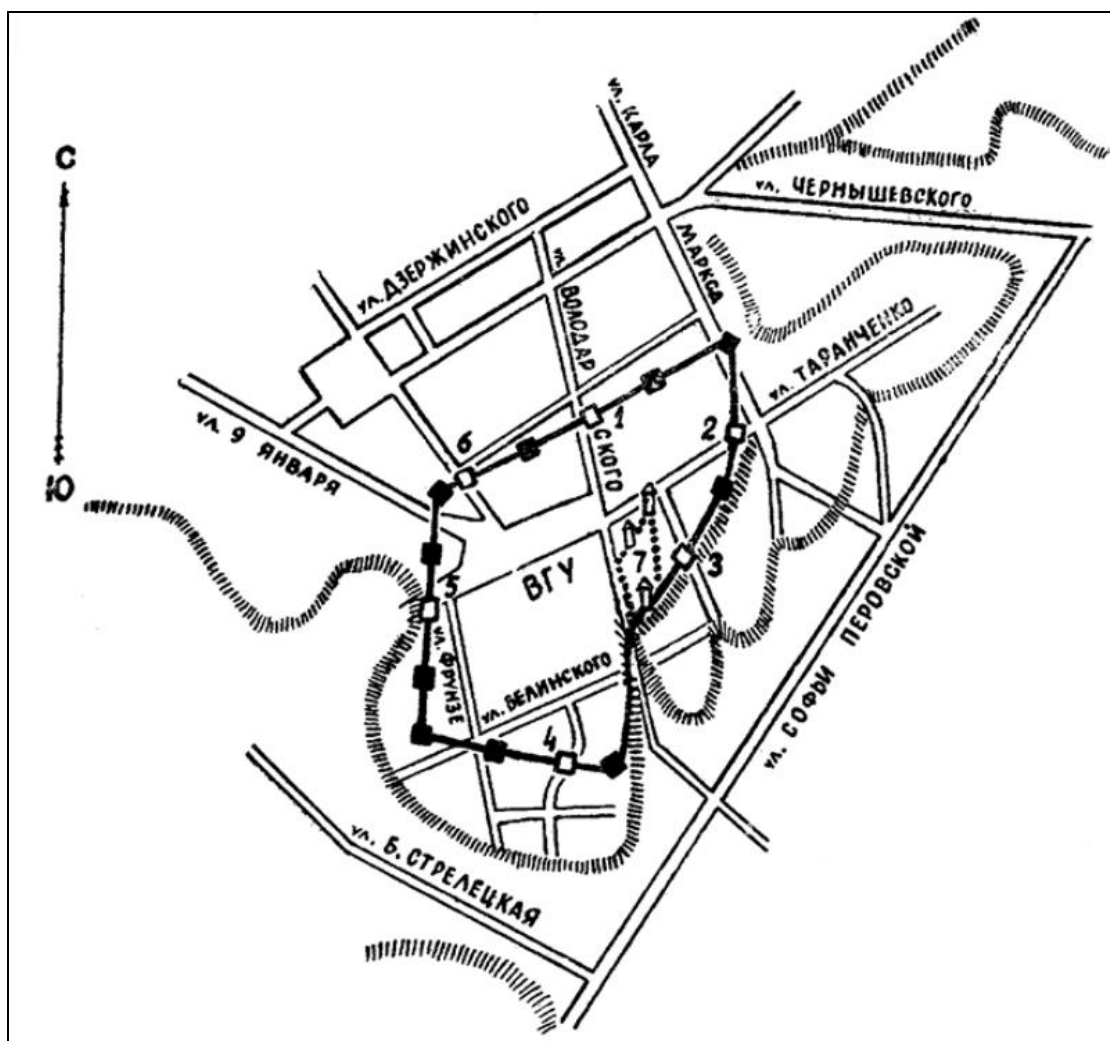 С
Ю
ул. КАРЛА
МАРКСА
ул. ЧЕРНЫШЕВСКОГО
ул. ДЗЕРЖИНСКОГО
ул. ВОЛОДАР
СКОГО
ул. ТАРАНЧЕНКО
ул. 9 ЯНВАРЯ
6
1
2
3
7
ВГУ
5
ул. ФРУНЗЕ
ул. БЕЛИНСКОГО
4
ул. СОФЬИ ПЕРОВСКОЙ
ул. Б. СТРЕЛЕЦКАЯ